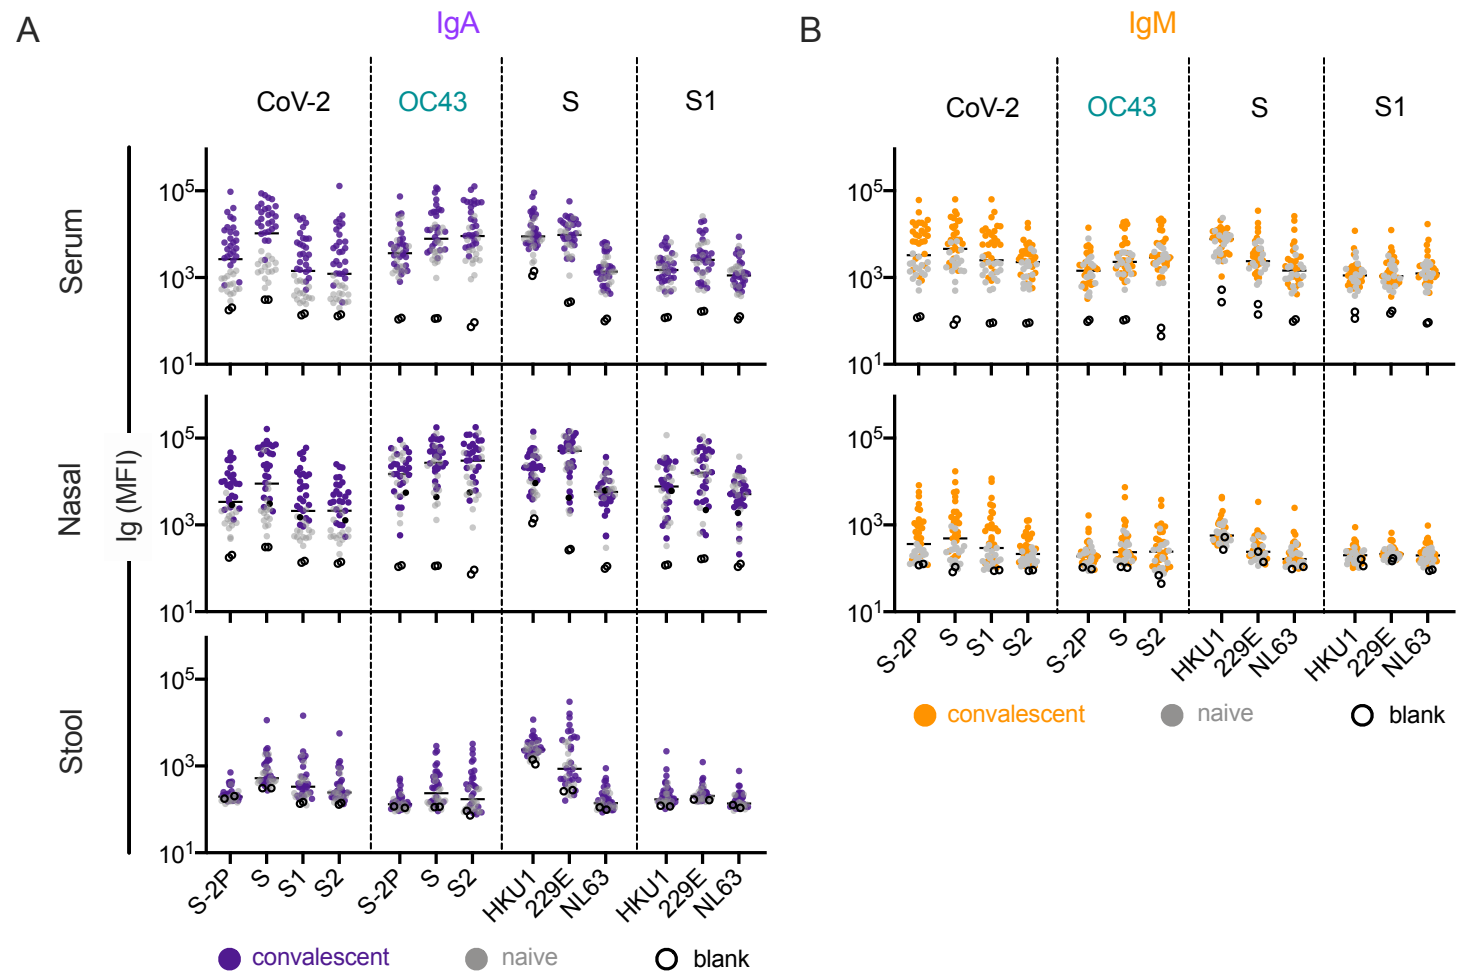 A
IgA
CoV-2 OC43 S S1
Serum
10⁵
10³
10¹
Nasal
10⁵
10³
10¹
Stool
10⁵
10³
10¹
Ig (MFI)
S-2P S S1 S2 S-2P S S2 HKU1 229E NL63 HKU1 229E NL63
convalescent naive blank
B
IgM
CoV-2 OC43 S S1
10⁵
10³
10¹
10⁵
10³
10¹
S-2P S S1 S2 S-2P S S2 HKU1 229E NL63 HKU1 229E NL63
convalescent naive blank